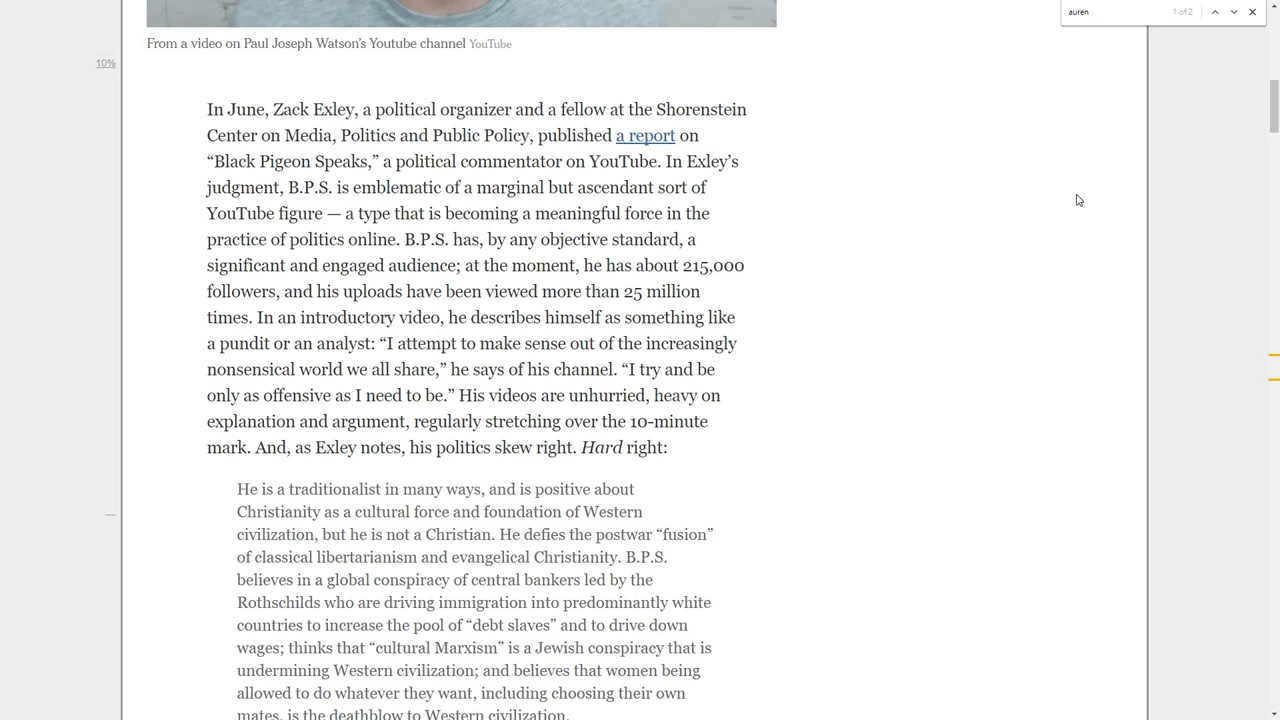 auren 1 of 2
From a video on Paul Joseph Watson's Youtube channel YouTube
10%
In June, Zack Exley, a political organizer and a fellow at the Shorenstein
Center on Media, Politics and Public Policy, published a report on
“Black Pigeon Speaks,” a political commentator on YouTube. In Exley’s
judgment, B.P.S. is emblematic of a marginal but ascendant sort of
YouTube figure — a type that is becoming a meaningful force in the
practice of politics online. B.P.S. has, by any objective standard, a
significant and engaged audience; at the moment, he has about 215,000
followers, and his uploads have been viewed more than 25 million
times. In an introductory video, he describes himself as something like
a pundit or an analyst: “I attempt to make sense out of the increasingly
nonsensical world we all share,” he says of his channel. “I try and be
only as offensive as I need to be.” His videos are unhurried, heavy on
explanation and argument, regularly stretching over the 10-minute
mark. And, as Exley notes, his politics skew right. Hard right:
He is a traditionalist in many ways, and is positive about
Christianity as a cultural force and foundation of Western
civilization, but he is not a Christian. He defies the postwar “fusion”
of classical libertarianism and evangelical Christianity. B.P.S.
believes in a global conspiracy of central bankers led by the
Rothschilds who are driving immigration into predominantly white
countries to increase the pool of “debt slaves” and to drive down
wages; thinks that “cultural Marxism” is a Jewish conspiracy that is
undermining Western civilization; and believes that women being
allowed to do whatever they want, including choosing their own
mates, is the deathblow to Western civilization.